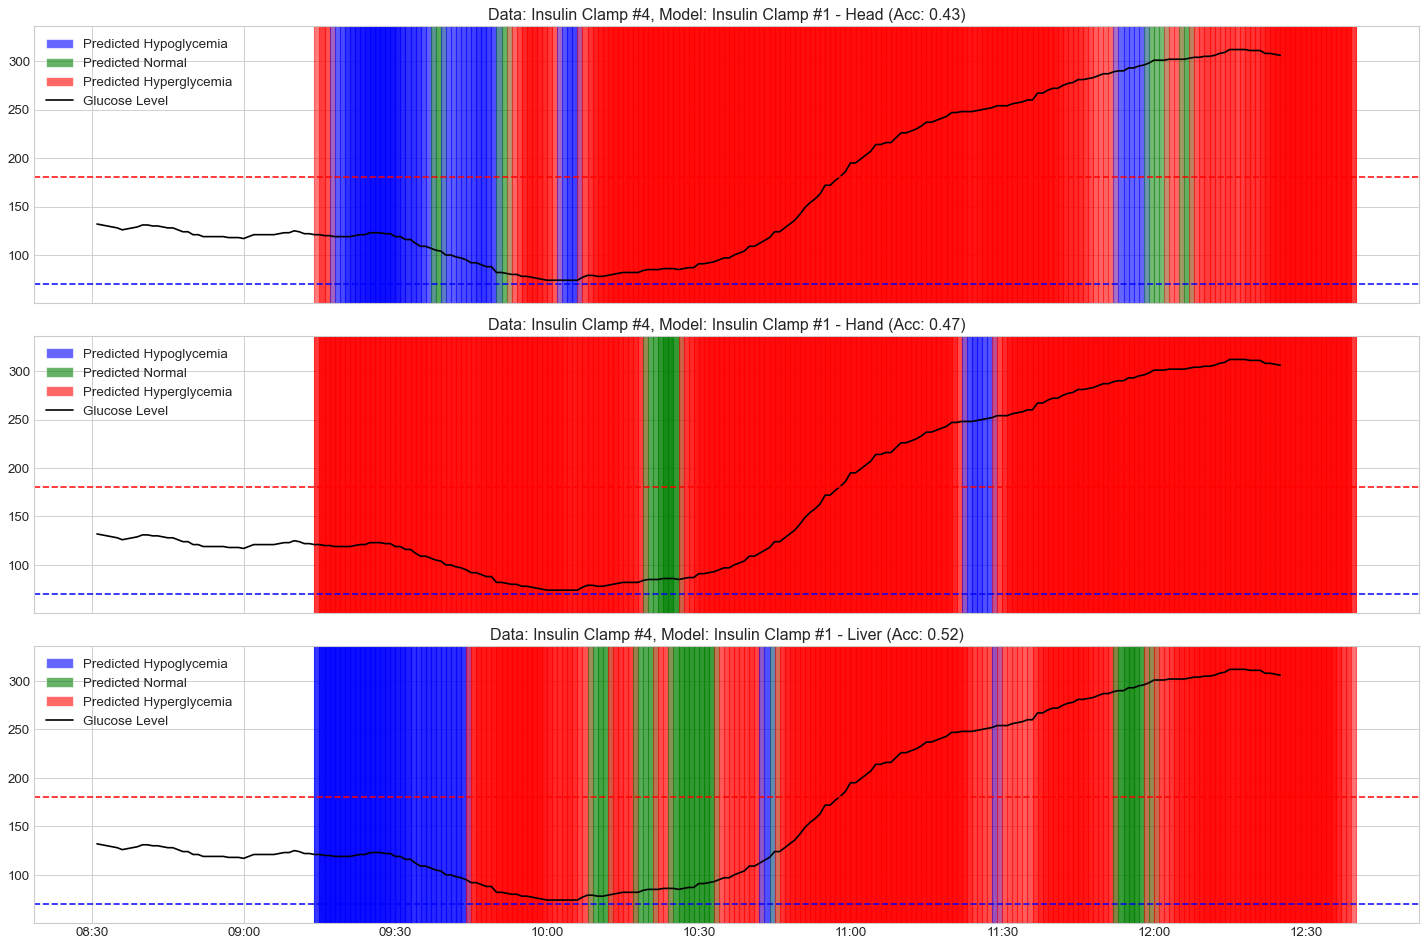 Data: Insulin Clamp #4, Model: Insulin Clamp #1 - Head (Acc: 0.43)
Predicted Hypoglycemia
Predicted Normal
Predicted Hyperglycemia
Glucose Level
300
250
200
150
100
Data: Insulin Clamp #4, Model: Insulin Clamp #1 - Hand (Acc: 0.47)
Predicted Hypoglycemia
Predicted Normal
Predicted Hyperglycemia
Glucose Level
300
250
200
150
100
Data: Insulin Clamp #4, Model: Insulin Clamp #1 - Liver (Acc: 0.52)
Predicted Hypoglycemia
Predicted Normal
Predicted Hyperglycemia
Glucose Level
300
250
200
150
100
08:30 09:00 09:30 10:00 10:30 11:00 11:30 12:00 12:30